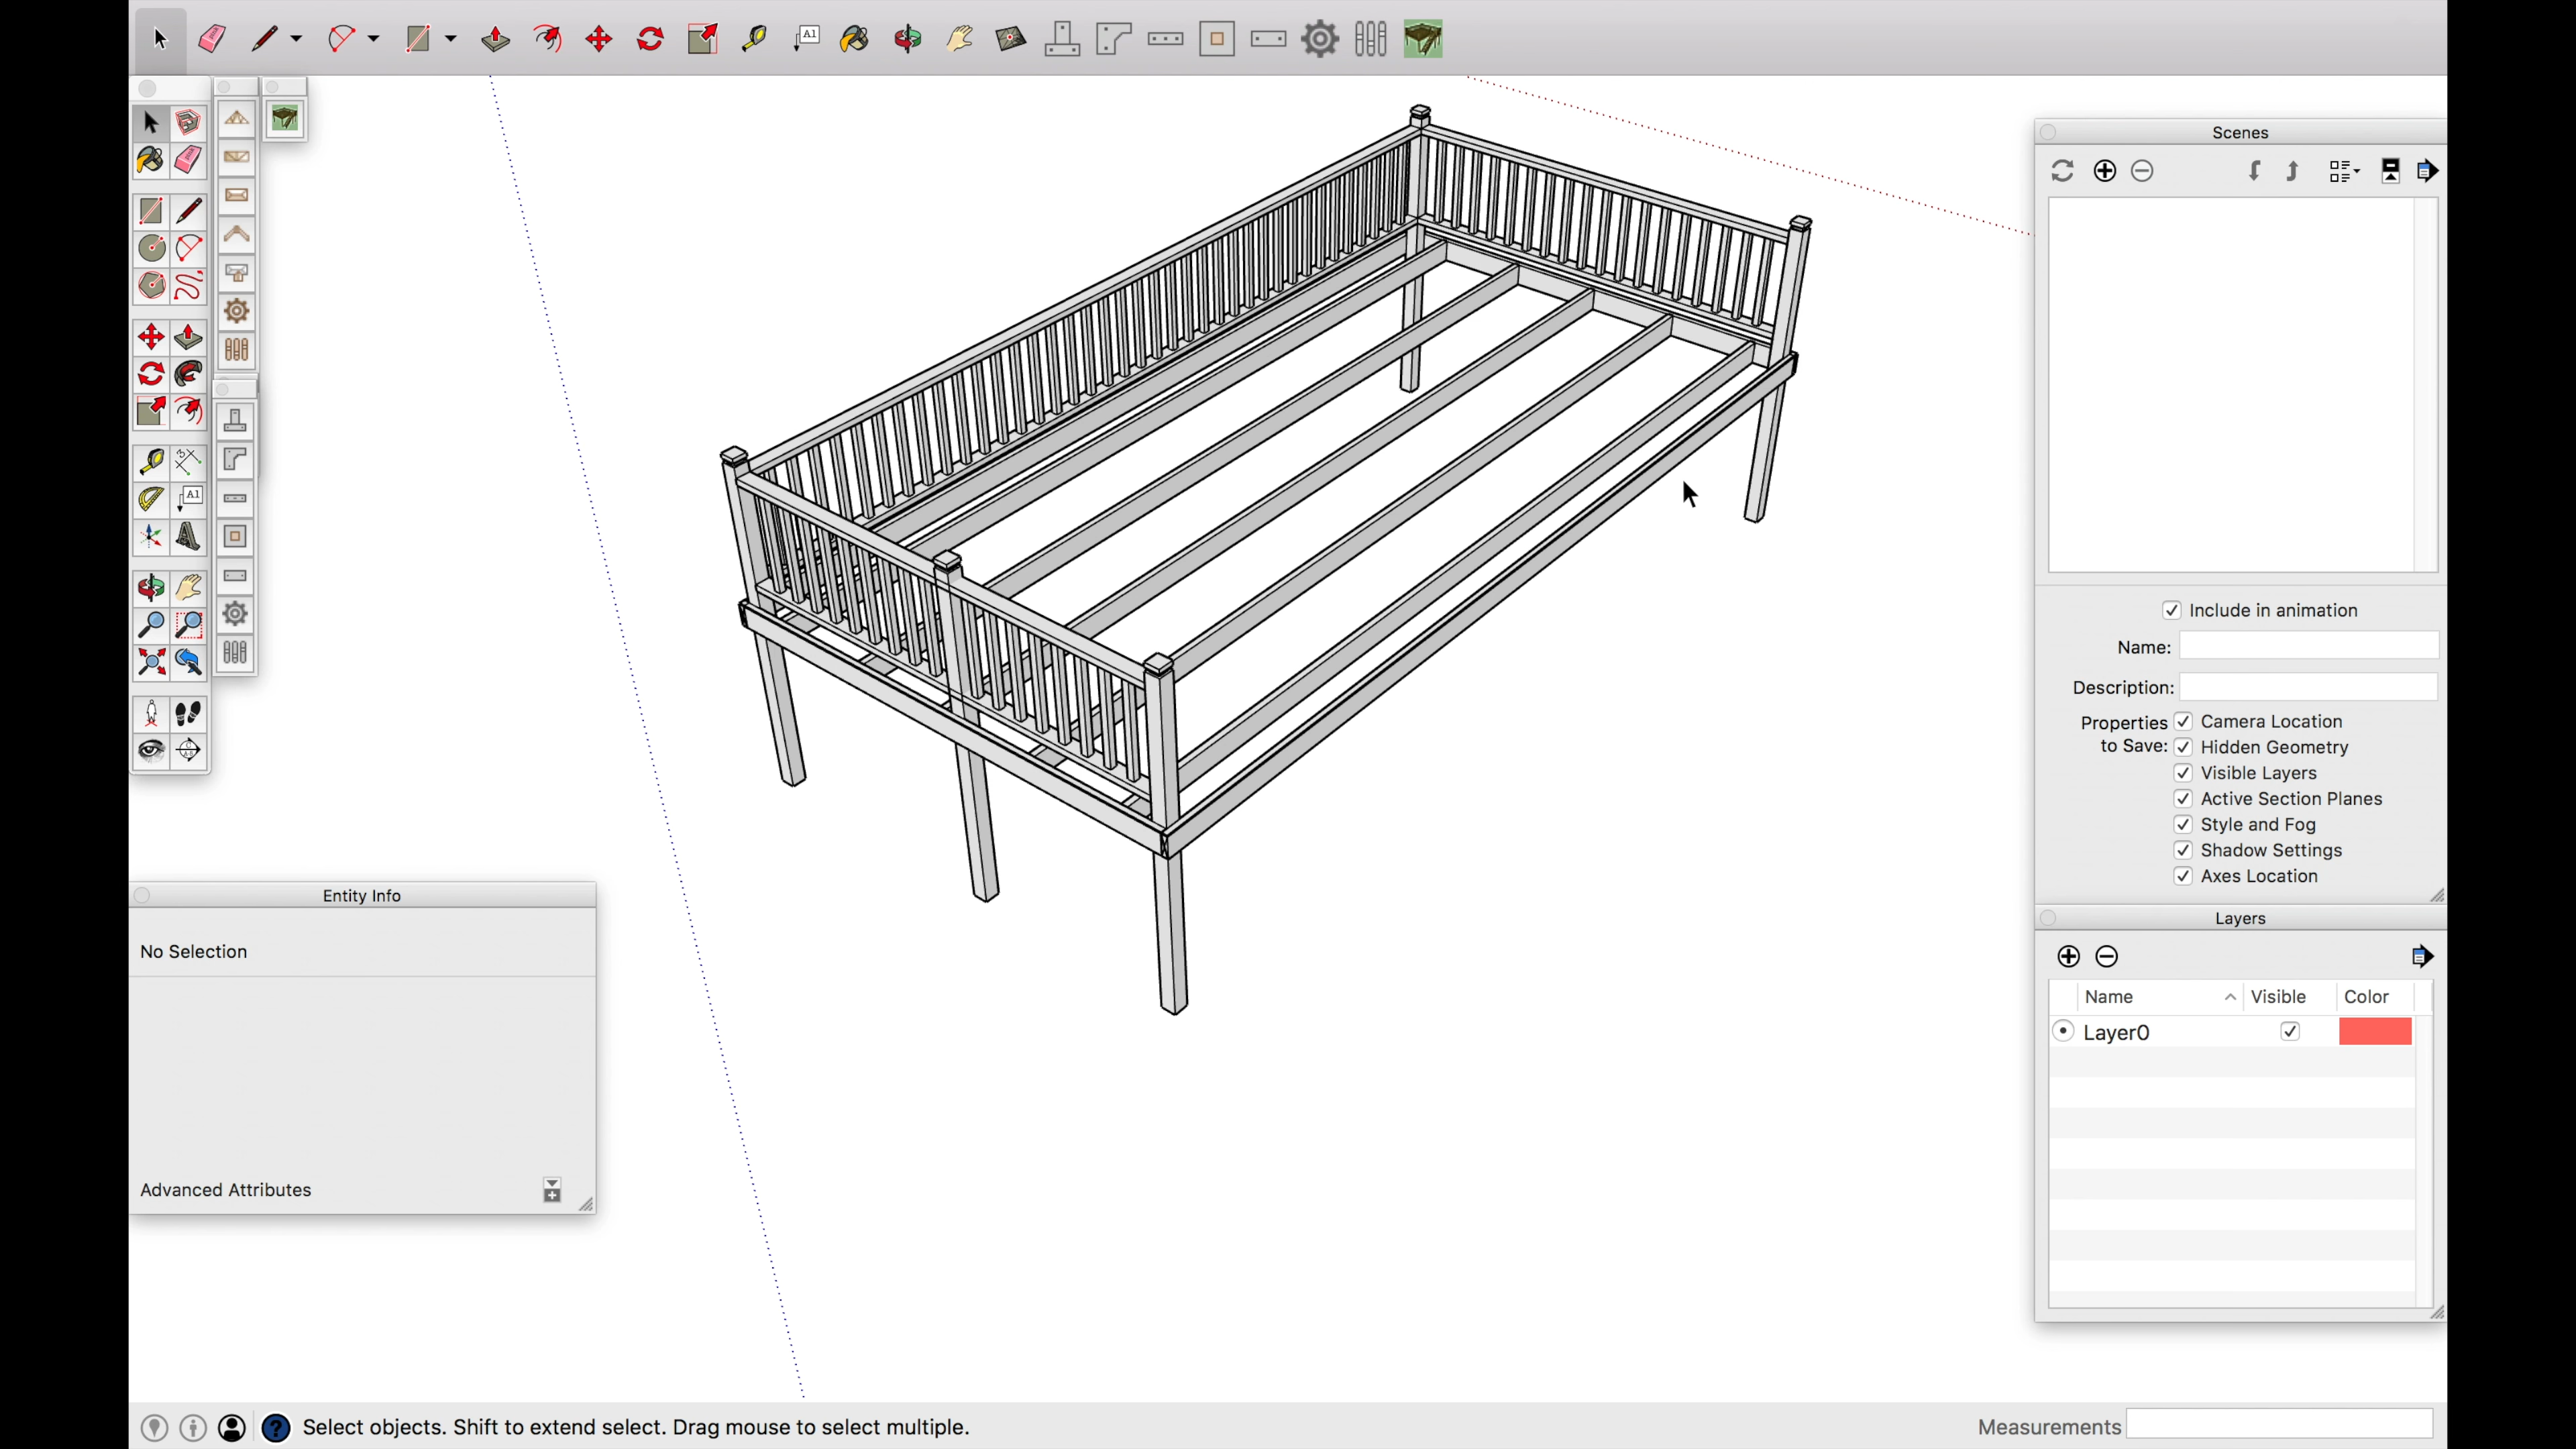 A1
A1
Scenes
Include in animation
Name:
Description:
Properties
to Save:
Camera Location
Hidden Geometry
Visible Layers
Active Section Planes
Style and Fog
Shadow Settings
Axes Location
Entity Info
No Selection
Advanced Attributes
Layers
Name Visible Color
Layer0
? Select objects. Shift to extend select. Drag mouse to select multiple.
Measurements